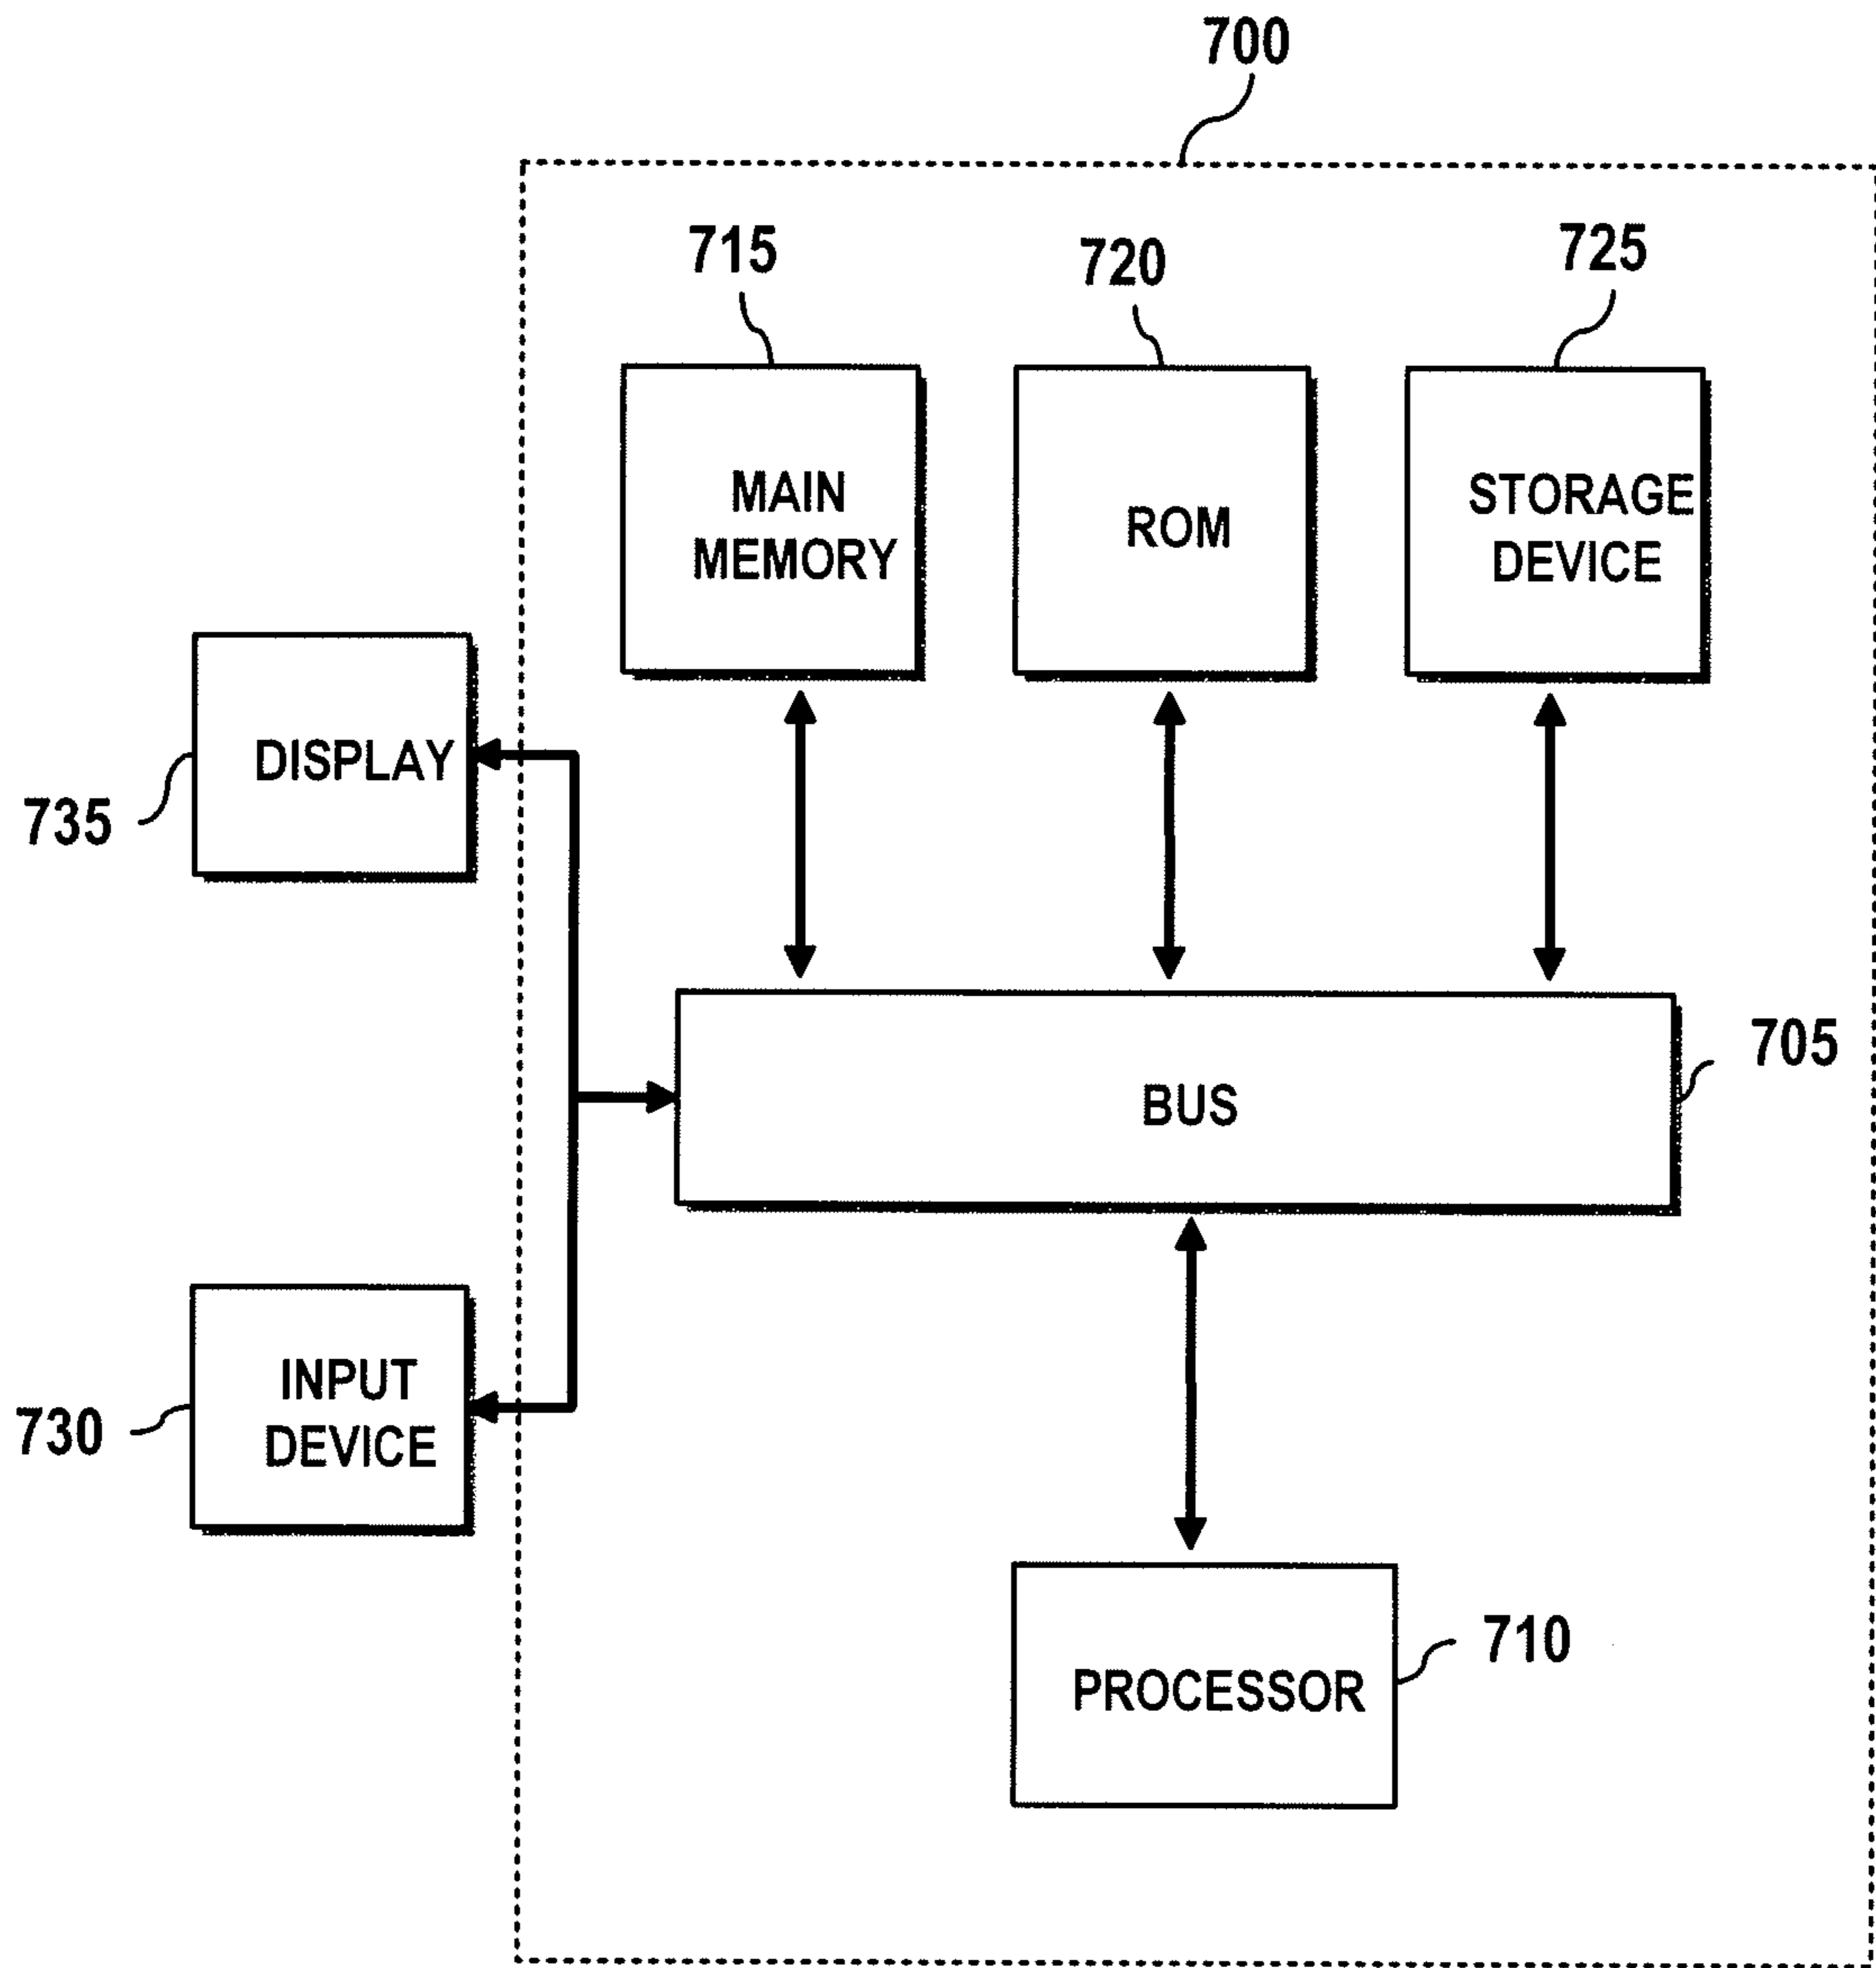 700
715
720
725
MAIN
MEMORY
ROM
STORAGE
DEVICE
DISPLAY
735
705
BUS
INPUT
DEVICE
730
710
PROCESSOR